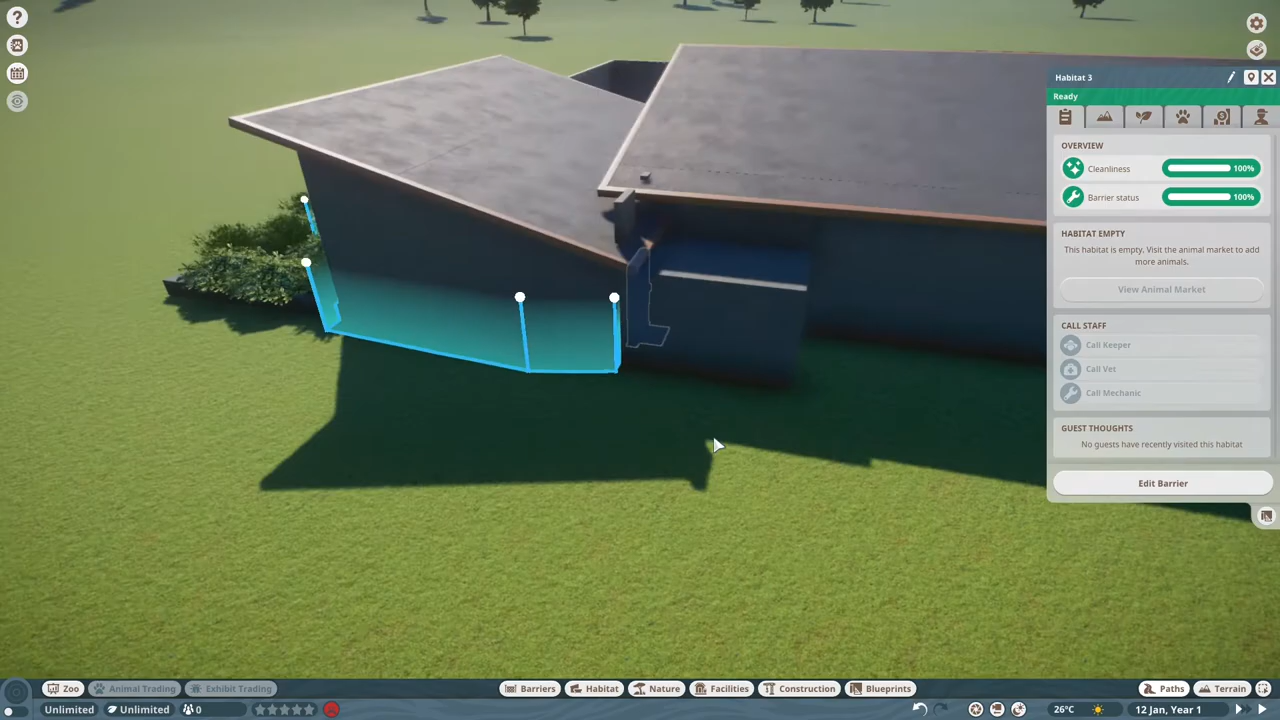 ?
Habitat 3
Ready
OVERVIEW
Cleanliness 100%
Barrier status 100%
HABITAT EMPTY
This habitat is empty. Visit the animal market to add
more animals.
View Animal Market
CALL STAFF
Call Keeper
Call Vet
Call Mechanic
GUEST THOUGHTS
No guests have recently visited this habitat
Edit Barrier
Zoo Animal Trading Exhibit Trading Barriers Habitat Nature Facilities Construction Blueprints Paths Terrain
Unlimited Unlimited 0 26°C 12 Jan, Year 1